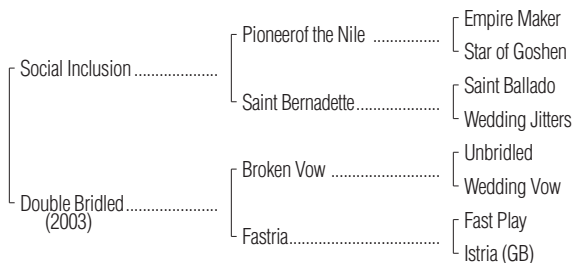 Empire Maker
Pioneerof the Nile ................
Star of Goshen
Social Inclusion ....................
Saint Ballado
Saint Bernadette....................
Wedding Jitters
Unbridled
Broken Vow ..........................
Wedding Vow
Double Bridled......................
(2003)
Fast Play
Fastria....................................
Istria (GB)